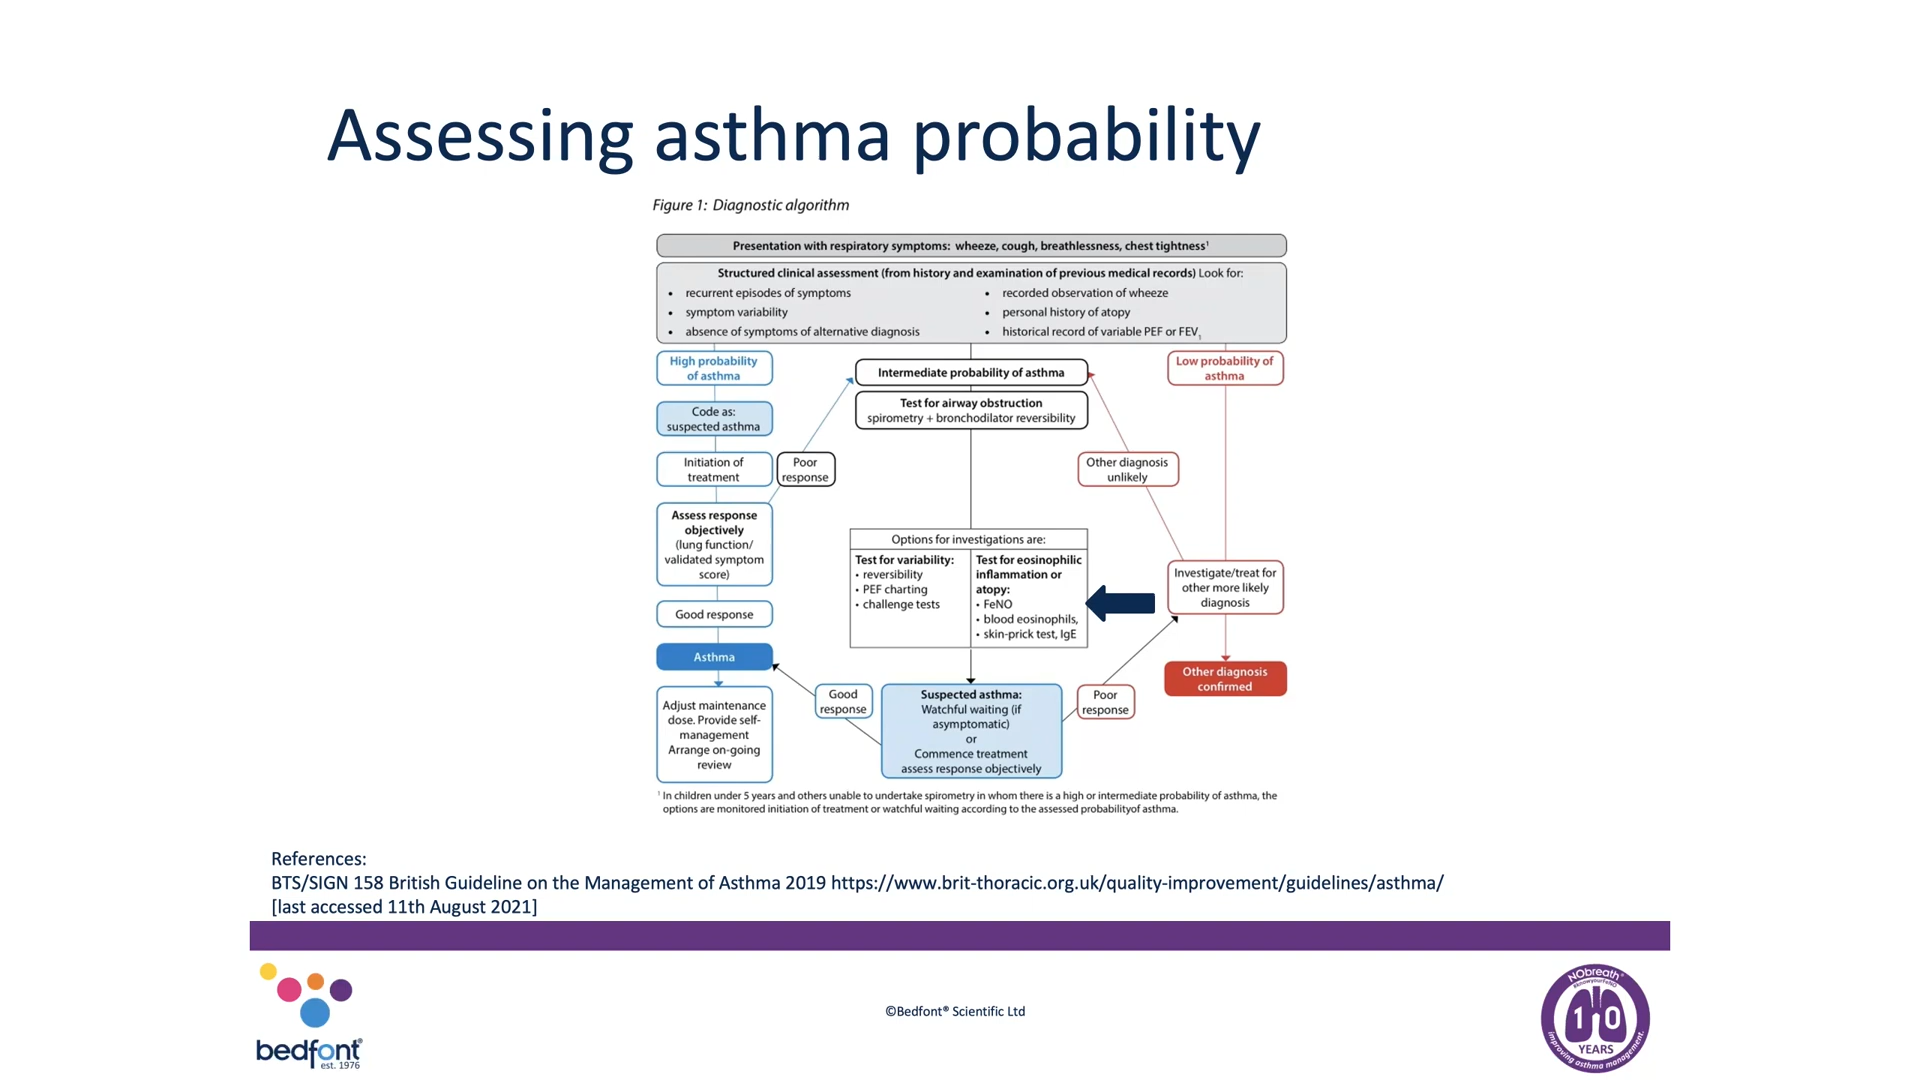 Assessing asthma probability
Figure 1: Diagnostic algorithm
Presentation with respiratory symptoms: wheeze, cough, breathlessness, chest tightness¹
Structured clinical assessment (from history and examination of previous medical records) Look for:
• recurrent episodes of symptoms
• symptom variability
• absence of symptoms of alternative diagnosis
• recorded observation of wheeze
• personal history of atopy
• historical record of variable PEF or FEV₁
High probability
of asthma
Code as:
suspected asthma
Initiation of
treatment
Poor
response
Assess response
objectively
(lung function/
validated symptom
score)
Good response
Asthma
Adjust maintenance
dose. Provide self-
management
Arrange on-going
review
Intermediate probability of asthma
Test for airway obstruction
spirometry + bronchodilator reversibility
Options for investigations are:
Test for variability:
• reversibility
• PEF charting
• challenge tests
Test for eosinophilic
inflammation or
atopy:
• FeNO
• blood eosinophils,
• skin-prick test, IgE
Good
response
Suspected asthma:
Watchful waiting (if
asymptomatic)
or
Commence treatment
assess response objectively
Poor
response
Low probability of
asthma
Other diagnosis
unlikely
Investigate/treat for
other more likely
diagnosis
Other diagnosis
confirmed
¹ In children under 5 years and others unable to undertake spirometry in whom there is a high or intermediate probability of asthma, the
options are monitored initiation of treatment or watchful waiting according to the assessed probabilityof asthma.
References:
BTS/SIGN 158 British Guideline on the Management of Asthma 2019 https://www.brit-thoracic.org.uk/quality-improvement/guidelines/asthma/
[last accessed 11th August 2021]
bedfont®
est. 1976
©Bedfont® Scientific Ltd
NObreath®
#knowyourFeNO
10
YEARS
improving asthma management.